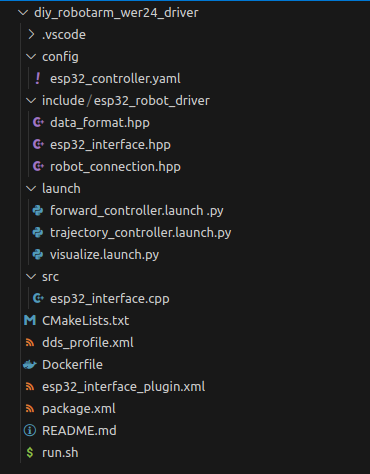 diy_robotarm_wer24_driver
.vscode
config
esp32_controller.yaml
include/esp32_robot_driver
data_format.hpp
esp32_interface.hpp
robot_connection.hpp
launch
forward_controller.launch .py
trajectory_controller.launch.py
visualize.launch.py
src
esp32_interface.cpp
CMakeLists.txt
dds_profile.xml
Dockerfile
esp32_interface_plugin.xml
package.xml
README.md
run.sh